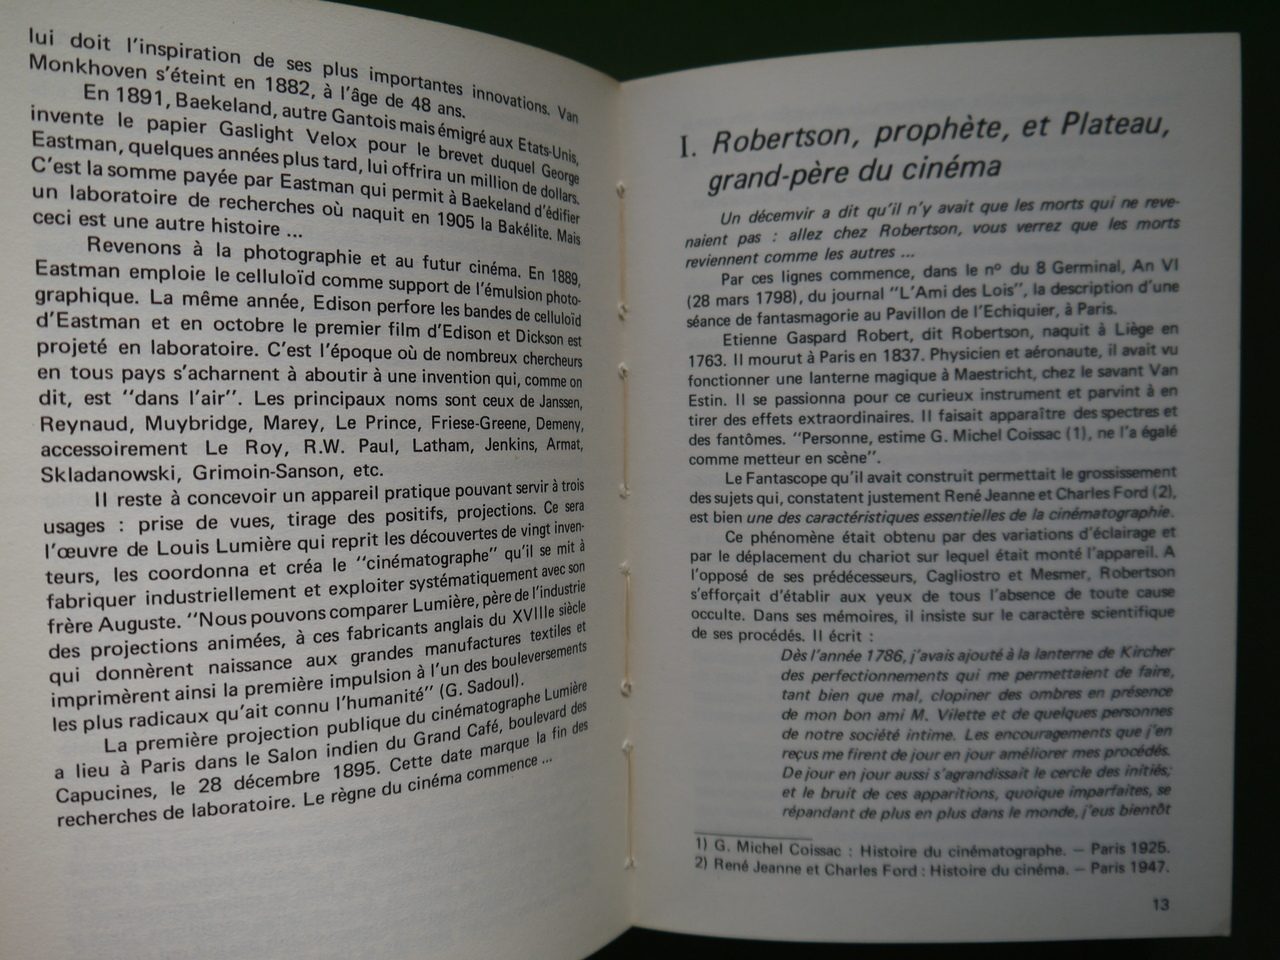 lui doit l'inspiration de ses plus importantes innovations. Van
Monkhoven s'éteint en 1882, à l'âge de 48 ans.
En 1891, Baekeland, autre Gantois mais émigré aux Etats-Unis,
invente le papier Gaslight Velox pour le brevet duquel George
Eastman, quelques années plus tard, lui offrira un million de dollars.
C'est la somme payée par Eastman qui permit à Baekeland d'édifier
un laboratoire de recherches où naquit en 1905 la Bakélite. Mais
ceci est une autre histoire ...
Revenons à la photographie et au futur cinéma. En 1889,
Eastman emploie le celluloïd comme support de l'émulsion photo-
graphique. La même année, Edison perfore les bandes de celluloïd
d'Eastman et en octobre le premier film d'Edison et Dickson est
projeté en laboratoire. C'est l'époque où de nombreux chercheurs
en tous pays s'acharnent à aboutir à une invention qui, comme on
dit, est "dans l'air". Les principaux noms sont ceux de Janssen,
Reynaud, Muybridge, Marey, Le Prince, Friese-Greene, Demeny,
accessoirement Le Roy, R.W. Paul, Latham, Jenkins, Armat,
Skladanowski, Grimoin-Sanson, etc.
Il reste à concevoir un appareil pratique pouvant servir à trois
usages : prise de vues, tirage des positifs, projections. Ce sera
l'œuvre de Louis Lumière qui reprit les découvertes de vingt inven-
teurs, les coordonna et créa le "cinématographe" qu'il se mit à
fabriquer industriellement et exploiter systématiquement avec son
frère Auguste. "Nous pouvons comparer Lumière, père de l'industrie
des projections animées, à ces fabricants anglais du XVIIIe siècle
qui donnèrent naissance aux grandes manufactures textiles et
imprimèrent ainsi la première impulsion à l'un des bouleversements
les plus radicaux qu'ait connu l'humanité" (G. Sadoul).
La première projection publique du cinématographe Lumière
a lieu à Paris dans le Salon indien du Grand Café, boulevard des
Capucines, le 28 décembre 1895. Cette date marque la fin des
recherches de laboratoire. Le règne du cinéma commence ...
I. Robertson, prophète, et Plateau,
grand-père du cinéma
Un décemvir a dit qu'il n'y avait que les morts qui ne reve-
naient pas : allez chez Robertson, vous verrez que les morts
reviennent comme les autres ...
Par ces lignes commence, dans le nº du 8 Germinal, An VI
(28 mars 1798), du journal "L'Ami des Lois", la description d'une
séance de fantasmagorie au Pavillon de l'Echiquier, à Paris.
Etienne Gaspard Robert, dit Robertson, naquit à Liège en
1763. Il mourut à Paris en 1837. Physicien et aéronaute, il avait vu
fonctionner une lanterne magique à Maestricht, chez le savant Van
Estin. Il se passionna pour ce curieux instrument et parvint à en
tirer des effets extraordinaires. Il faisait apparaître des spectres et
des fantômes. "Personne, estime G. Michel Coissac (1), ne l'a égalé
comme metteur en scène".
Le Fantascope qu'il avait construit permettait le grossissement
des sujets qui, constatent justement René Jeanne et Charles Ford (2),
est bien une des caractéristiques essentielles de la cinématographie.
Ce phénomène était obtenu par des variations d'éclairage et
par le déplacement du chariot sur lequel était monté l'appareil. A
l'opposé de ses prédécesseurs, Cagliostro et Mesmer, Robertson
s'efforçait d'établir aux yeux de tous l'absence de toute cause
occulte. Dans ses mémoires, il insiste sur le caractère scientifique
de ses procédés. Il écrit :
Dès l'année 1786, j'avais ajouté à la lanterne de Kircher
des perfectionnements qui me permettaient de faire,
tant bien que mal, clopiner des ombres en présence
de mon bon ami M. Vilette et de quelques personnes
de notre société intime. Les encouragements que j'en
reçus me firent de jour en jour améliorer mes procédés.
De jour en jour aussi s'agrandissait le cercle des initiés;
et le bruit de ces apparitions, quoique imparfaites, se
répandant de plus en plus dans le monde, j'eus bientôt
1) G. Michel Coissac : Histoire du cinématographe. — Paris 1925.
2) René Jeanne et Charles Ford : Histoire du cinéma. — Paris 1947.
13